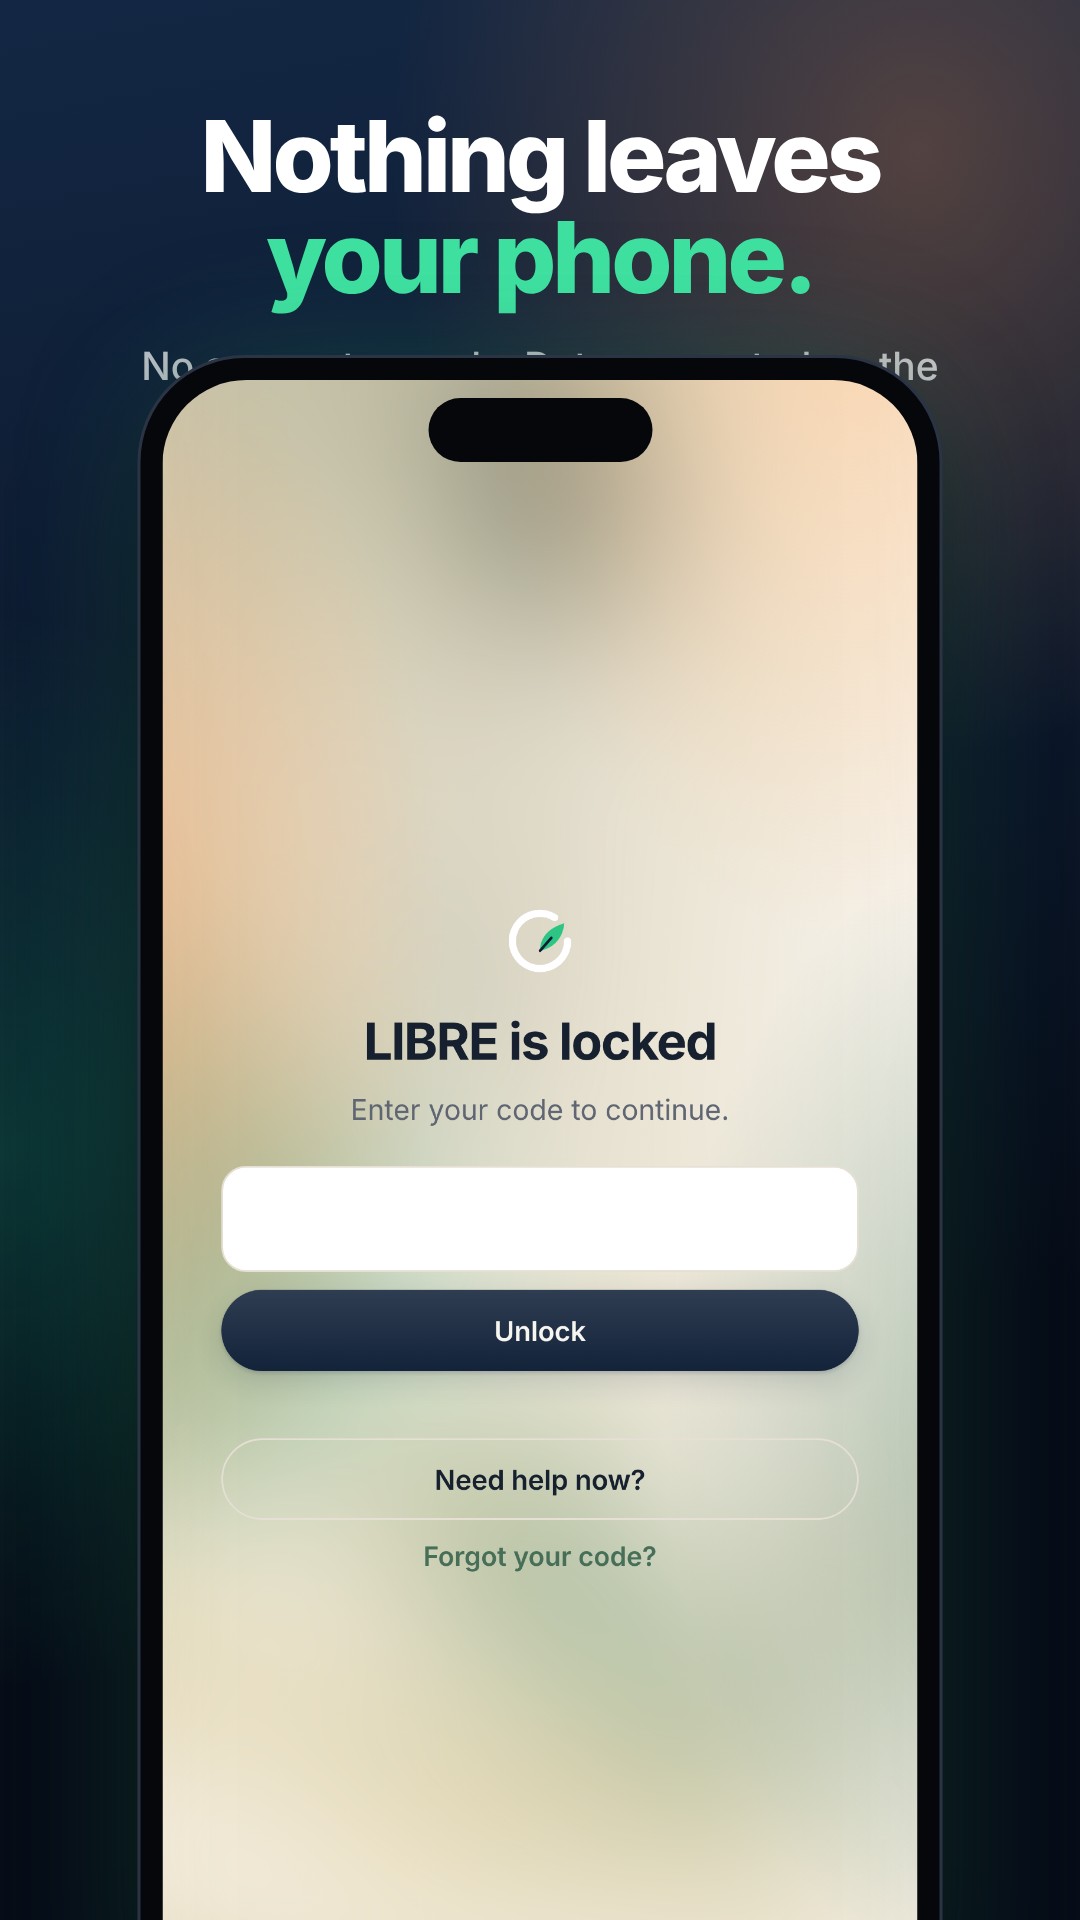 Nothing leaves
your phone.
No the
LIBRE is locked
Enter your code to continue.
Unlock
Need help now?
Forgot your code?